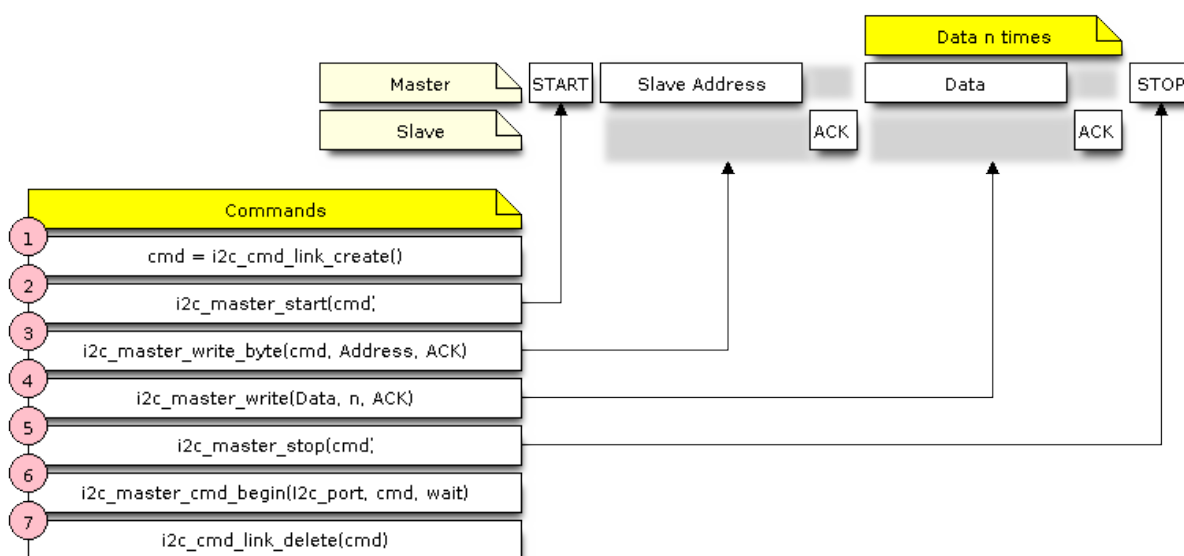 Data n times
Master START Slave Address Data STOP
Slave ACK ACK
Commands
1
cmd = i2c_cmd_link_create()
2
i2c_master_start(cmd)
3
i2c_master_write_byte(cmd, Address, ACK)
4
i2c_master_write(Data, n, ACK)
5
i2c_master_stop(cmd)
6
i2c_master_cmd_begin(I2c_port, cmd, wait)
7
i2c_cmd_link_delete(cmd)